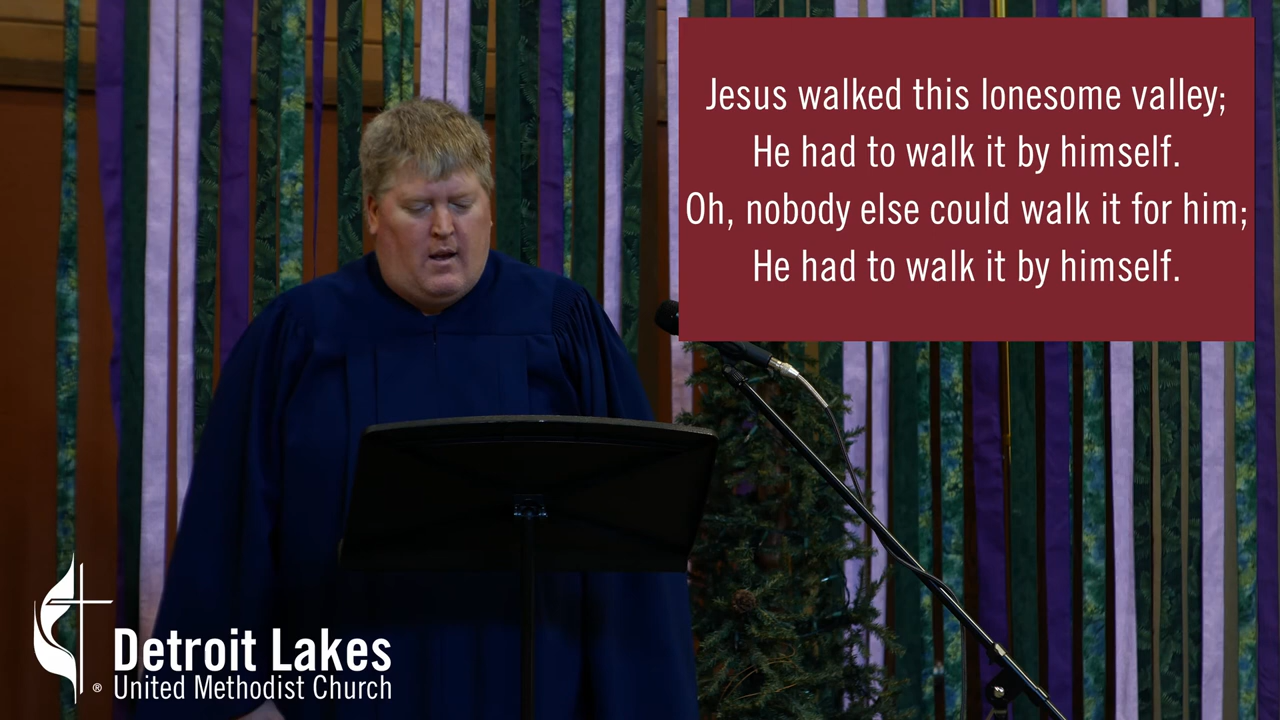 Jesus walked this lonesome valley;
He had to walk it by himself.
Oh, nobody else could walk it for him;
He had to walk it by himself.
Detroit Lakes
® United Methodist Church